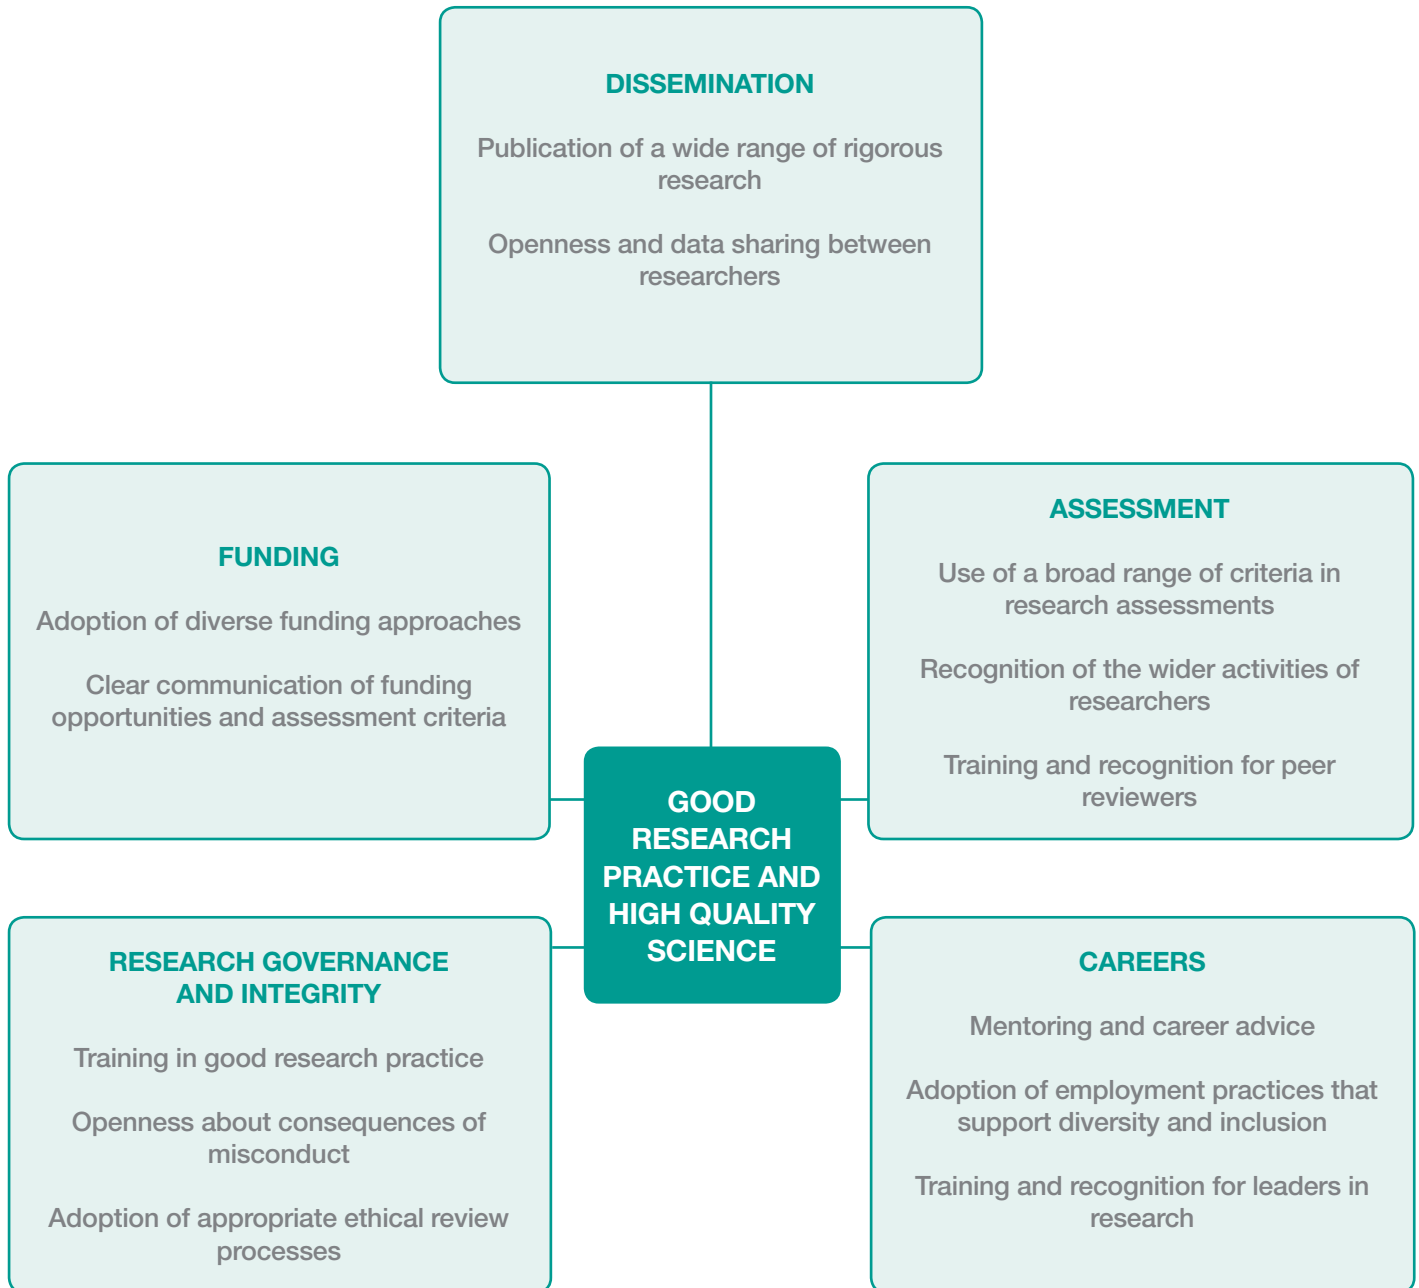 DISSEMINATION
Publication of a wide range of rigorous
research
Openness and data sharing between
researchers
FUNDING
Adoption of diverse funding approaches
Clear communication of funding
opportunities and assessment criteria
ASSESSMENT
Use of a broad range of criteria in
research assessments
Recognition of the wider activities of
researchers
Training and recognition for peer
reviewers
GOOD
RESEARCH
PRACTICE AND
HIGH QUALITY
SCIENCE
RESEARCH GOVERNANCE
AND INTEGRITY
Training in good research practice
Openness about consequences of
misconduct
Adoption of appropriate ethical review
processes
CAREERS
Mentoring and career advice
Adoption of employment practices that
support diversity and inclusion
Training and recognition for leaders in
research